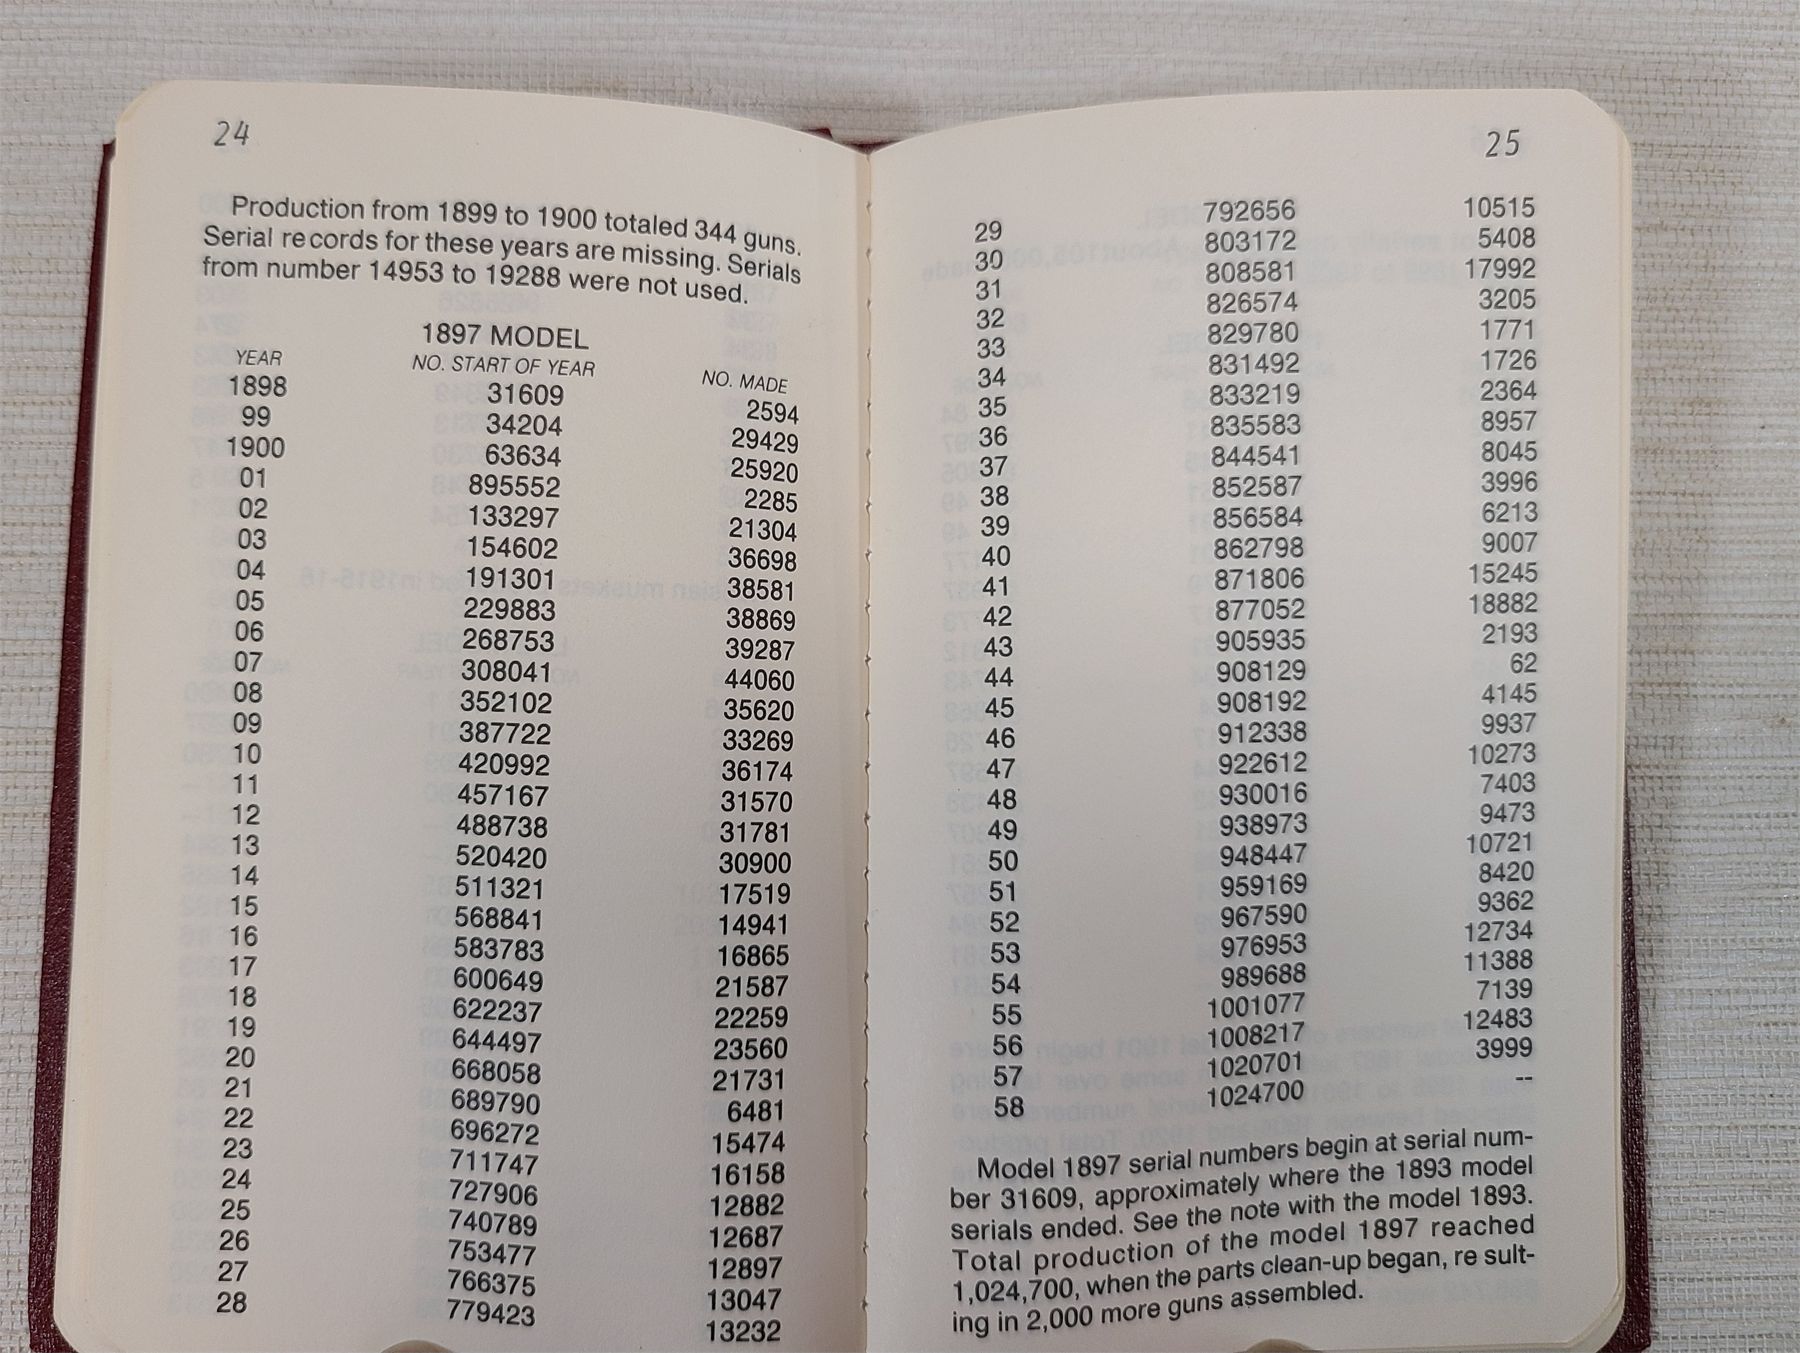 24
Production from 1899 to 1900 totaled 344 guns.
Serial records for these years are missing. Serials
from number 14953 to 19288 were not used.
1897 MODEL
YEAR NO. START OF YEAR NO. MADE
1898 31609 2594
99 34204 29429
1900 63634 25920
01 895552 2285
02 133297 21304
03 154602 36698
04 191301 38581
05 229883 38869
06 268753 39287
07 308041 44060
08 352102 35620
09 387722 33269
10 420992 36174
11 457167 31570
12 488738 31781
13 520420 30900
14 511321 17519
15 568841 14941
16 583783 16865
17 600649 21587
18 622237 22259
19 644497 23560
20 668058 21731
21 689790 6481
22 696272 15474
23 711747 16158
24 727906 12882
25 740789 12687
26 753477 12897
27 766375 13047
28 779423 13232
25
29 792656 10515
30 803172 5408
31 808581 17992
32 826574 3205
33 829780 1771
34 831492 1726
35 833219 2364
36 835583 8957
37 844541 8045
38 852587 3996
39 856584 6213
40 862798 9007
41 871806 15245
42 877052 18882
43 905935 2193
44 908129 62
45 908192 4145
46 912338 9937
47 922612 10273
48 930016 7403
49 938973 9473
50 948447 10721
51 959169 8420
52 967590 9362
53 976953 12734
54 989688 11388
55 1001077 7139
56 1008217 12483
57 1020701 3999
58 1024700 --
Model 1897 serial numbers begin at serial num-
ber 31609, approximately where the 1893 model
serials ended. See the note with the model 1893.
Total production of the model 1897 reached
1,024,700, when the parts clean-up began, re sult-
ing in 2,000 more guns assembled.